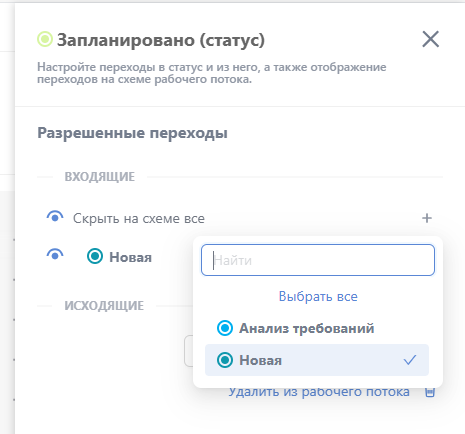 Запланировано (статус)
Настройте переходы в статус и из него, а также отображение
переходов на схеме рабочего потока.
Разрешенные переходы
ВХОДЯЩИЕ
Скрыть на схеме все
Новая
Найти
Выбрать все
ИСХОДЯЩИЕ
Анализ требований
Новая
Удалить из рабочего потока